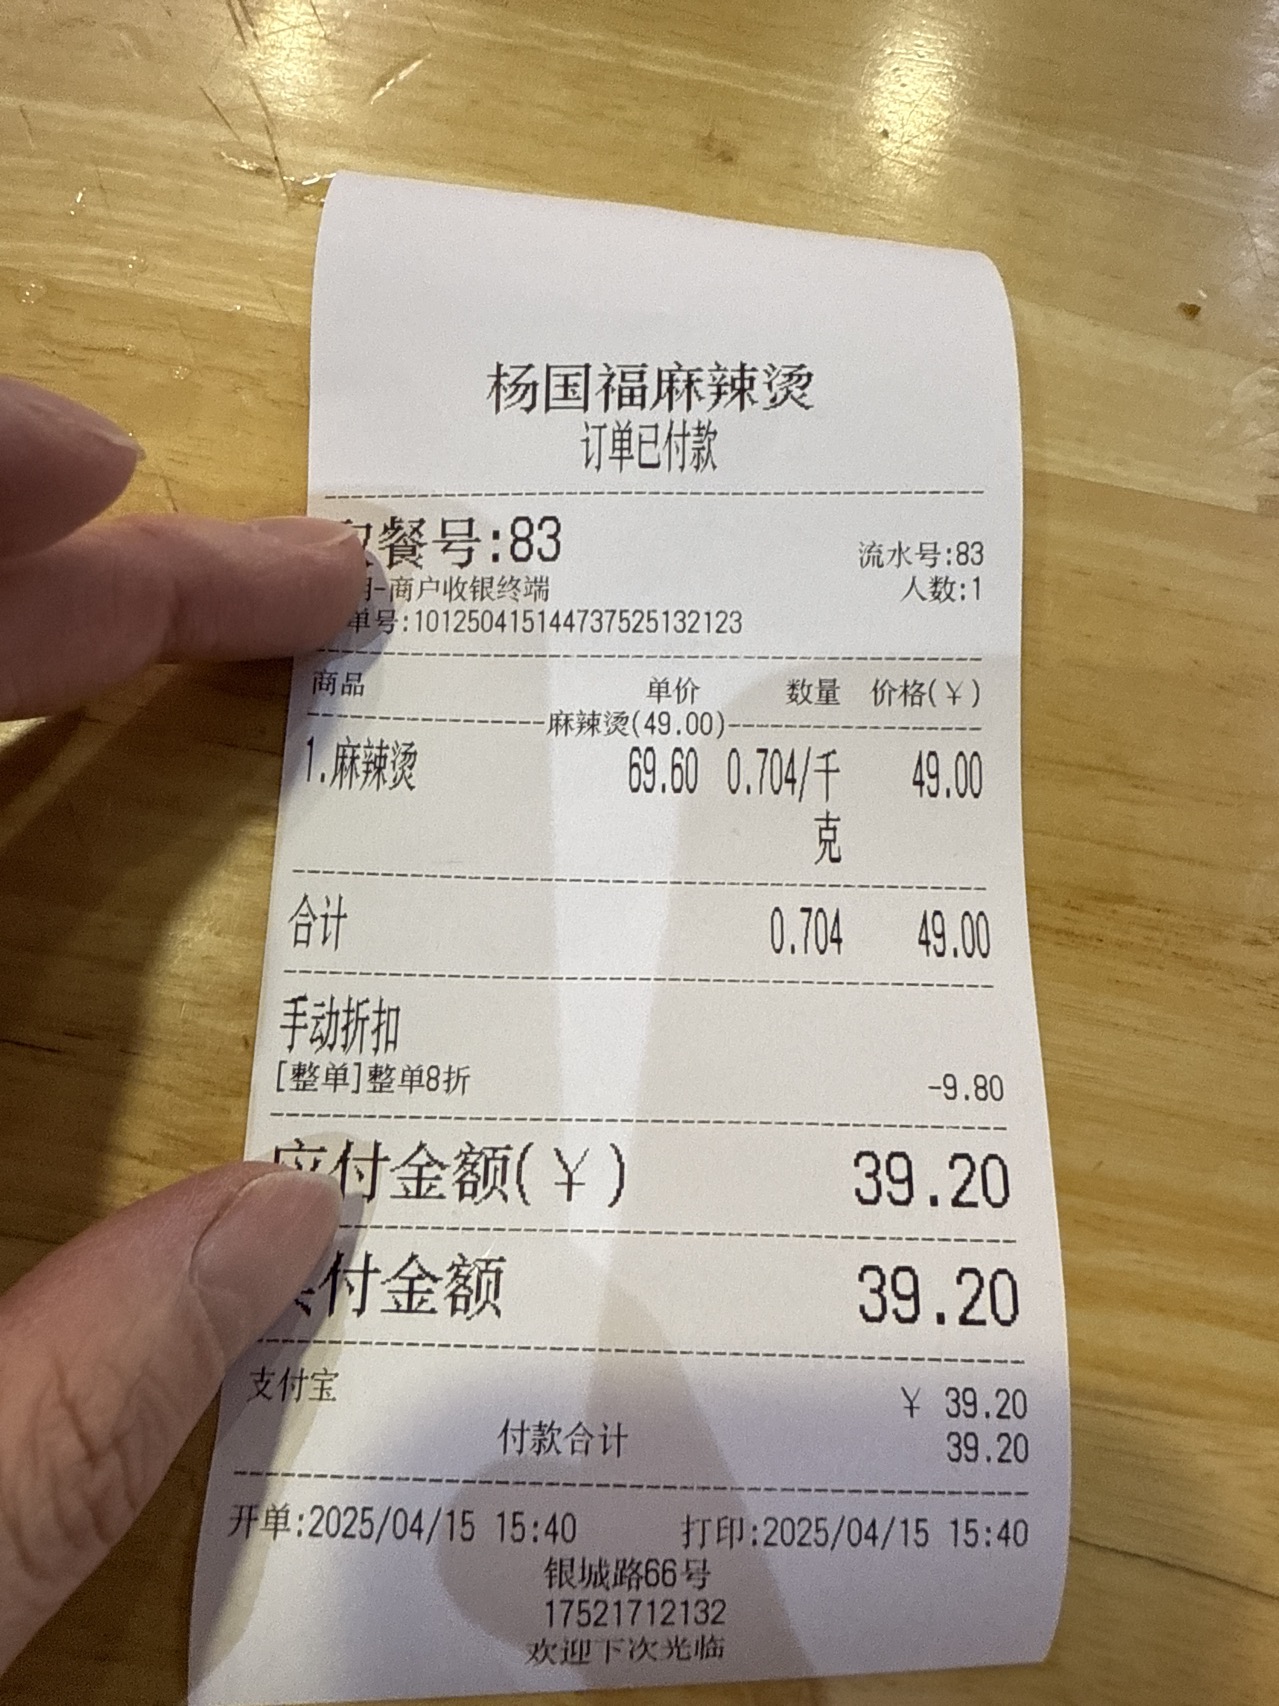 杨国福麻辣烫
订单已付款
餐号:83
流水号:83
-商户收银终端
人数:1
单号:101250415144737525132123
商品 单价 数量 价格(¥)
麻辣烫(49.00)
1.麻辣烫 69.60 0.704/千克 49.00
合计 0.704 49.00
手动折扣
[整单]整单8折 -9.80
应付金额(¥) 39.20
付金额 39.20
支付宝 ¥ 39.20
付款合计 39.20
开单:2025/04/15 15:40 打印:2025/04/15 15:40
银城路66号
17521712132
欢迎下次光临